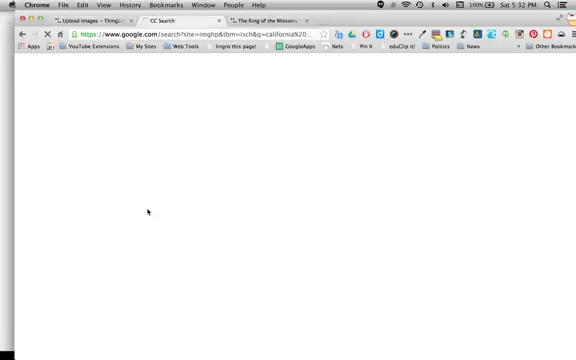 Chrome File Edit View History Bookmarks Window People Help 100% Sat 5:32 PM
Upload images - ThingLink CC Search The King of the Missions
https://www.google.com/search?site=imghp&tbm=isch&q=california%20...
Apps YouTube Extensions My Sites Web Tools lingro this page! GoogleApps Nets Pin It eduClip it! Politics News Other Bookmarks